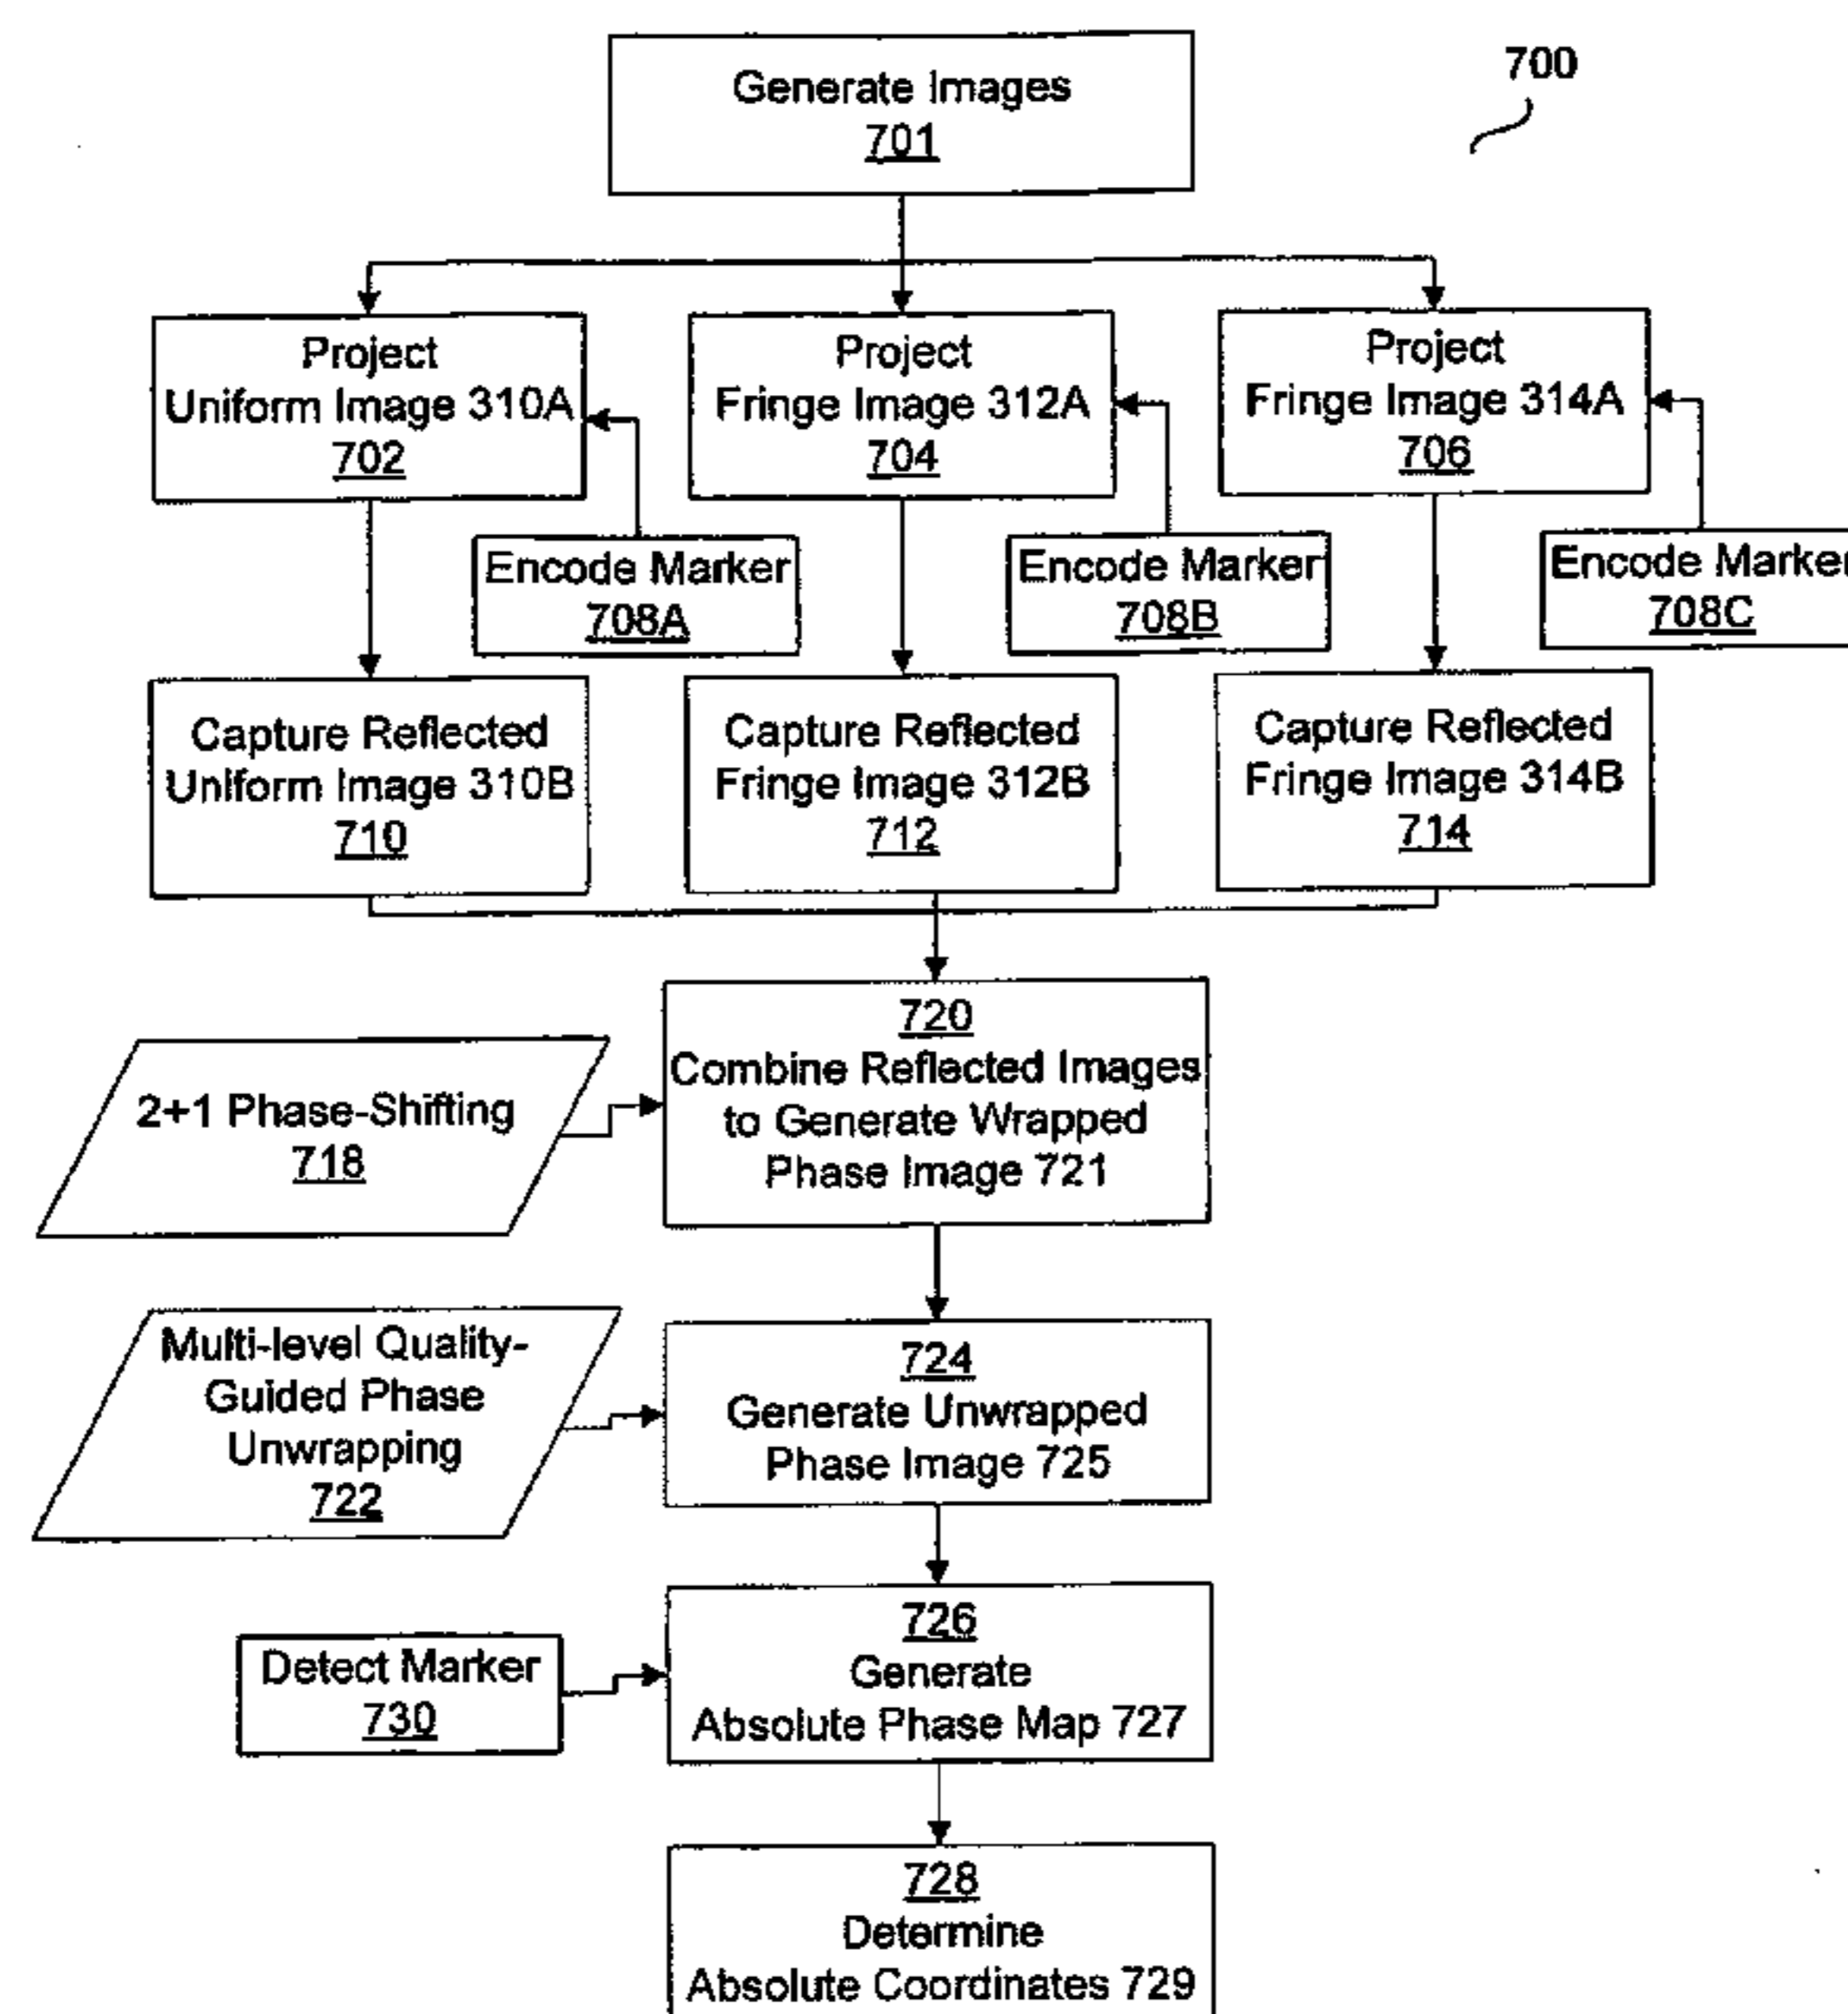 700
Generate Images
701
Project
Uniform Image 310A
702
Project
Fringe Image 312A
704
Project
Fringe Image 314A
706
Encode Marker
708A
Encode Marker
708B
Encode Marker
708C
Capture Reflected
Uniform Image 310B
710
Capture Reflected
Fringe Image 312B
712
Capture Reflected
Fringe Image 314B
714
2+1 Phase-Shifting
718
720
Combine Reflected Images
to Generate Wrapped
Phase Image 721
Multi-level Quality-
Guided Phase
Unwrapping
722
724
Generate Unwrapped
Phase Image 725
Detect Marker
730
726
Generate
Absolute Phase Map 727
728
Determine
Absolute Coordinates 729